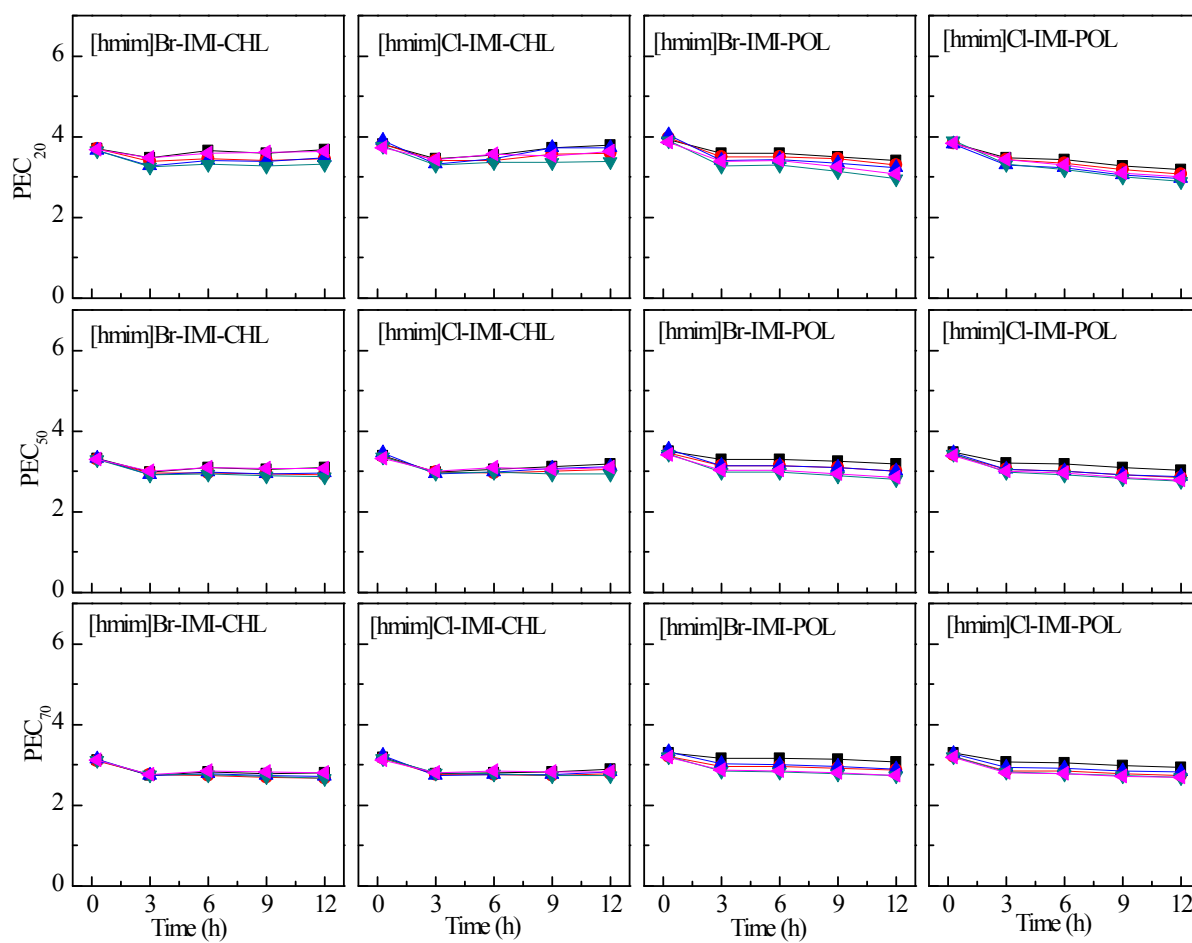 [hmim]Br-IMI-CHL [hmim]Cl-IMI-CHL [hmim]Br-IMI-POL [hmim]Cl-IMI-POL
6
4
2
0
PEC20
[hmim]Br-IMI-CHL [hmim]Cl-IMI-CHL [hmim]Br-IMI-POL [hmim]Cl-IMI-POL
6
4
2
0
PEC50
[hmim]Br-IMI-CHL [hmim]Cl-IMI-CHL [hmim]Br-IMI-POL [hmim]Cl-IMI-POL
6
4
2
0
PEC70
0 3 6 9 12 0 3 6 9 12 0 3 6 9 12 0 3 6 9 12
Time (h) Time (h) Time (h) Time (h)